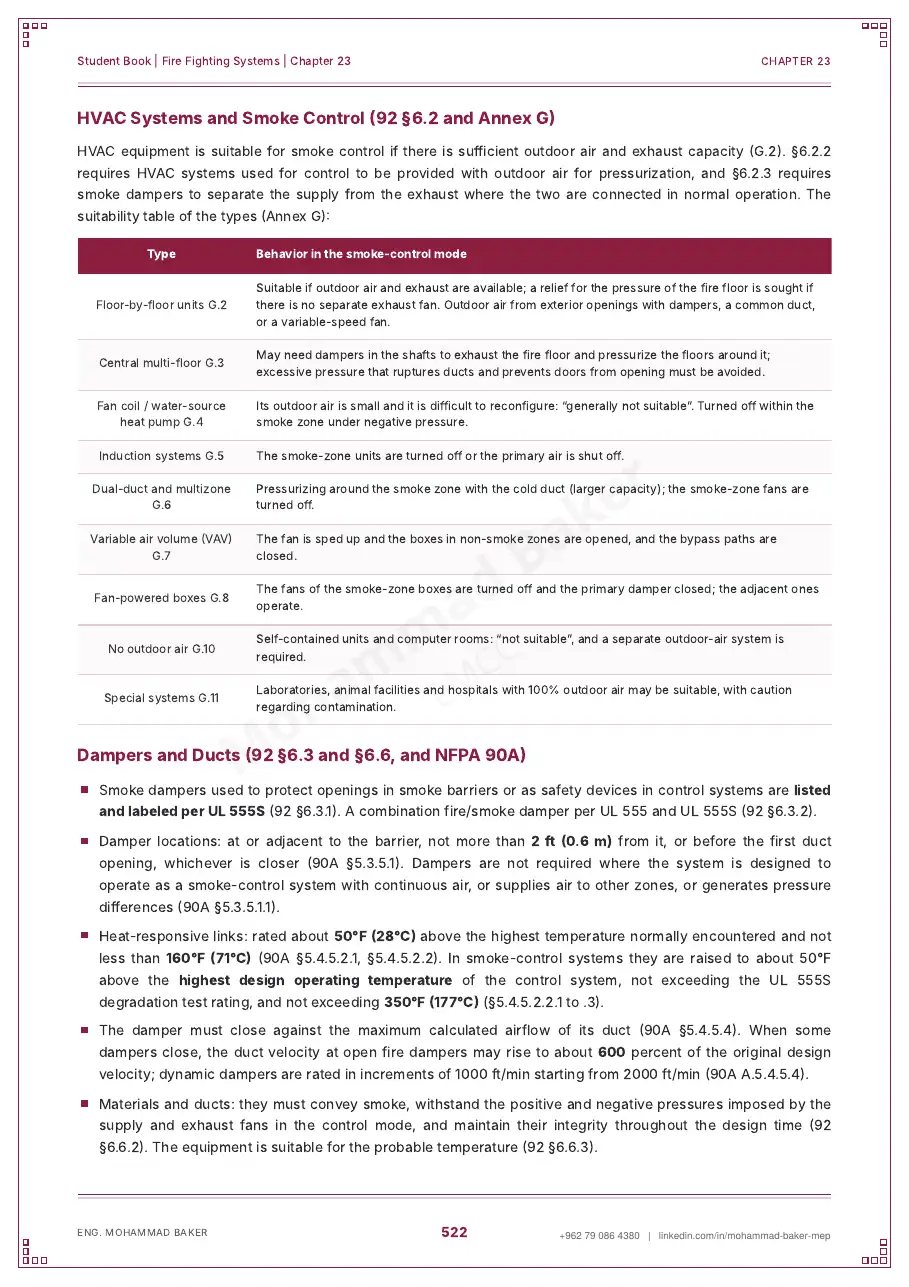 Student Book | Fire Fighting Systems | Chapter 23
CHAPTER 23
HVAC Systems and Smoke Control (92 §6.2 and Annex G)
HVAC equipment is suitable for smoke control if there is sufficient outdoor air and exhaust capacity (G.2). §6.2.2
requires HVAC systems used for control to be provided with outdoor air for pressurization, and §6.2.3 requires
smoke dampers to separate the supply from the exhaust where the two are connected in normal operation. The
suitability table of the types (Annex G):
Type
Behavior in the smoke-control mode
Floor-by-floor units G.2
Suitable if outdoor air and exhaust are available; a relief for the pressure of the fire floor is sought if
there is no separate exhaust fan. Outdoor air from exterior openings with dampers, a common duct,
or a variable-speed fan.
Central multi-floor G.3
May need dampers in the shafts to exhaust the fire floor and pressurize the floors around it;
excessive pressure that ruptures ducts and prevents doors from opening must be avoided.
Fan coil / water-source
heat pump G.4
Its outdoor air is small and it is difficult to reconfigure: “generally not suitable”. Turned off within the
smoke zone under negative pressure.
Induction systems G.5
The smoke-zone units are turned off or the primary air is shut off.
Dual-duct and multizone
G.6
Pressurizing around the smoke zone with the cold duct (larger capacity); the smoke-zone fans are
turned off.
Variable air volume (VAV)
G.7
The fan is sped up and the boxes in non-smoke zones are opened, and the bypass paths are
closed.
Fan-powered boxes G.8
The fans of the smoke-zone boxes are turned off and the primary damper closed; the adjacent ones
operate.
No outdoor air G.10
Self-contained units and computer rooms: “not suitable”, and a separate outdoor-air system is
required.
Special systems G.11
Laboratories, animal facilities and hospitals with 100% outdoor air may be suitable, with caution
regarding contamination.
Mohammad Baker
MCC
Dampers and Ducts (92 §6.3 and §6.6, and NFPA 90A)
Smoke dampers used to protect openings in smoke barriers or as safety devices in control systems are listed
and labeled per UL 555S (92 §6.3.1). A combination fire/smoke damper per UL 555 and UL 555S (92 §6.3.2).
Damper locations: at or adjacent to the barrier, not more than 2 ft (0.6 m) from it, or before the first duct
opening, whichever is closer (90A §5.3.5.1). Dampers are not required where the system is designed to
operate as a smoke-control system with continuous air, or supplies air to other zones, or generates pressure
differences (90A §5.3.5.1.1).
Heat-responsive links: rated about 50°F (28°C) above the highest temperature normally encountered and not
less than 160°F (71°C) (90A §5.4.5.2.1, §5.4.5.2.2). In smoke-control systems they are raised to about 50°F
above the highest design operating temperature of the control system, not exceeding the UL 555S
degradation test rating, and not exceeding 350°F (177°C) (§5.4.5.2.2.1 to .3).
The damper must close against the maximum calculated airflow of its duct (90A §5.4.5.4). When some
dampers close, the duct velocity at open fire dampers may rise to about 600 percent of the original design
velocity; dynamic dampers are rated in increments of 1000 ft/min starting from 2000 ft/min (90A A.5.4.5.4).
Materials and ducts: they must convey smoke, withstand the positive and negative pressures imposed by the
supply and exhaust fans in the control mode, and maintain their integrity throughout the design time (92
§6.6.2). The equipment is suitable for the probable temperature (92 §6.6.3).
ENG. MOHAMMAD BAKER
522
+962 79 086 4380 | linkedin.com/in/mohammad-baker-mep